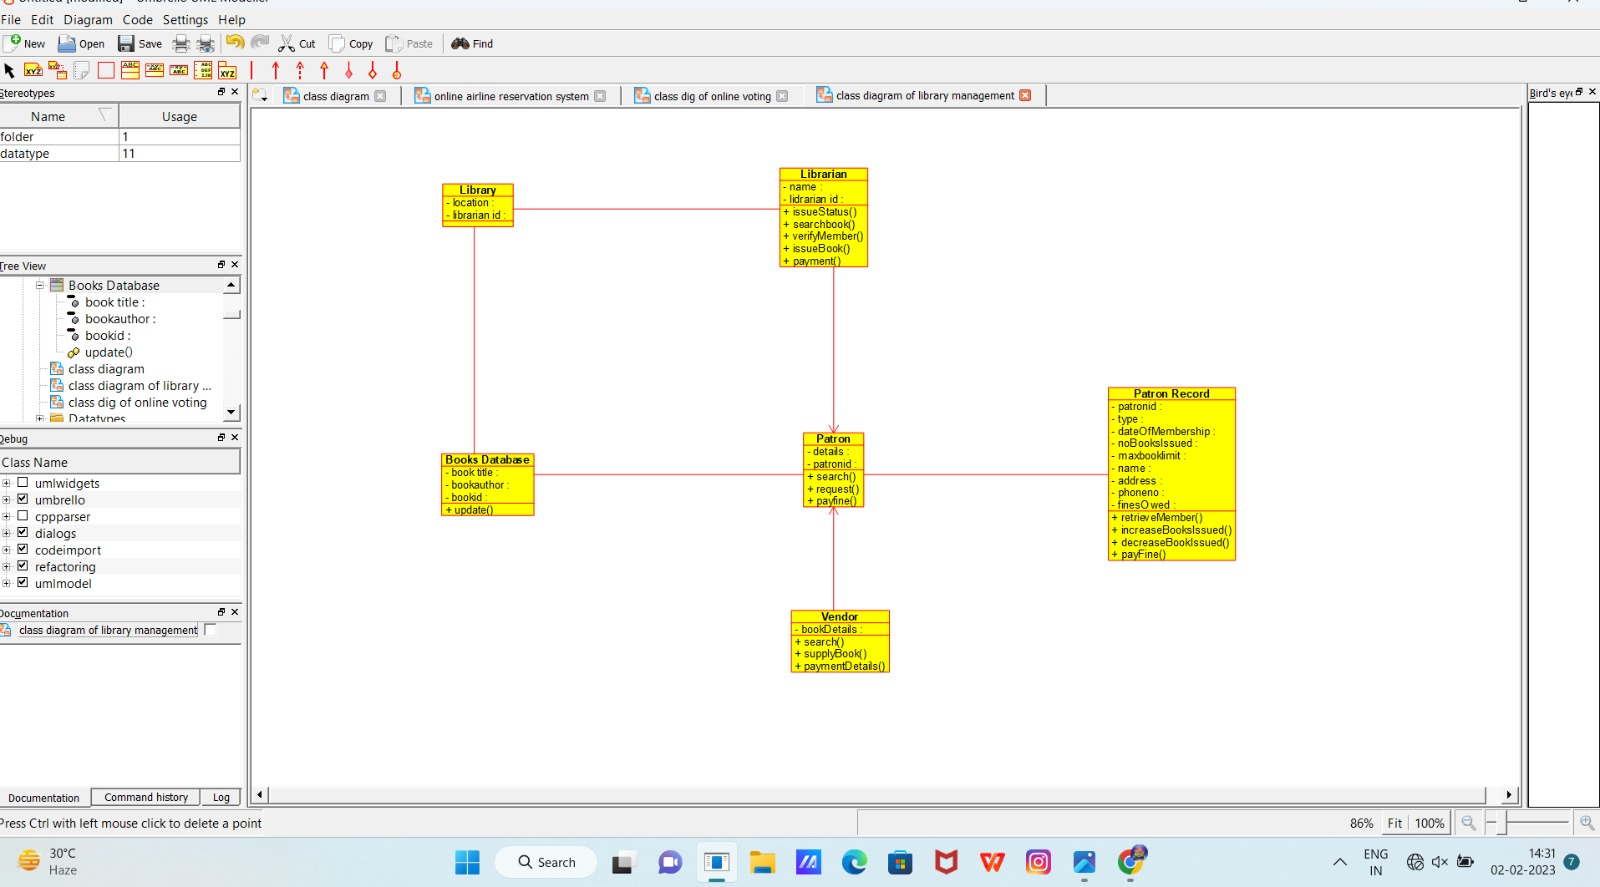 File Edit Diagram Code Settings Help
New Open Save Cut Copy Paste Find
Stereotypes
class diagram online airline reservation system class dig of online voting class diagram of library management
Bird's eye
Name Usage
folder 1
datatype 11
Tree View
Books Database
book title :
bookauthor :
bookid :
update()
class diagram
class diagram of library ...
class dig of online voting
Datatypes
Debug
Class Name
umlwidgets
umbrello
cppparser
dialogs
codeimport
refactoring
umlmodel
Documentation
class diagram of library management
Documentation Command history Log
Library
- location :
- librarian id :
Librarian
- name :
- lidrarian id :
+ issueStatus()
+ searchbook()
+ verifyMember()
+ issueBook()
+ payment()
Books Database
- book title :
- bookauthor :
- bookid :
+ update()
Patron
- details :
- patronid :
+ search()
+ request()
+ payfine()
Patron Record
- patronid :
- type :
- dateOfMembership :
- noBooksIssued :
- maxbooklimit :
- name :
- address :
- phoneno :
- finesOwed :
+ retrieveMember()
+ increaseBooksIssued()
+ decreaseBookIssued()
+ payFine()
Vendor
- bookDetails :
+ search()
+ supplyBook()
+ paymentDetails()
Press Ctrl with left mouse click to delete a point
86% Fit 100%
30°C
Haze
Search
ENG
IN
14:31
02-02-2023
7